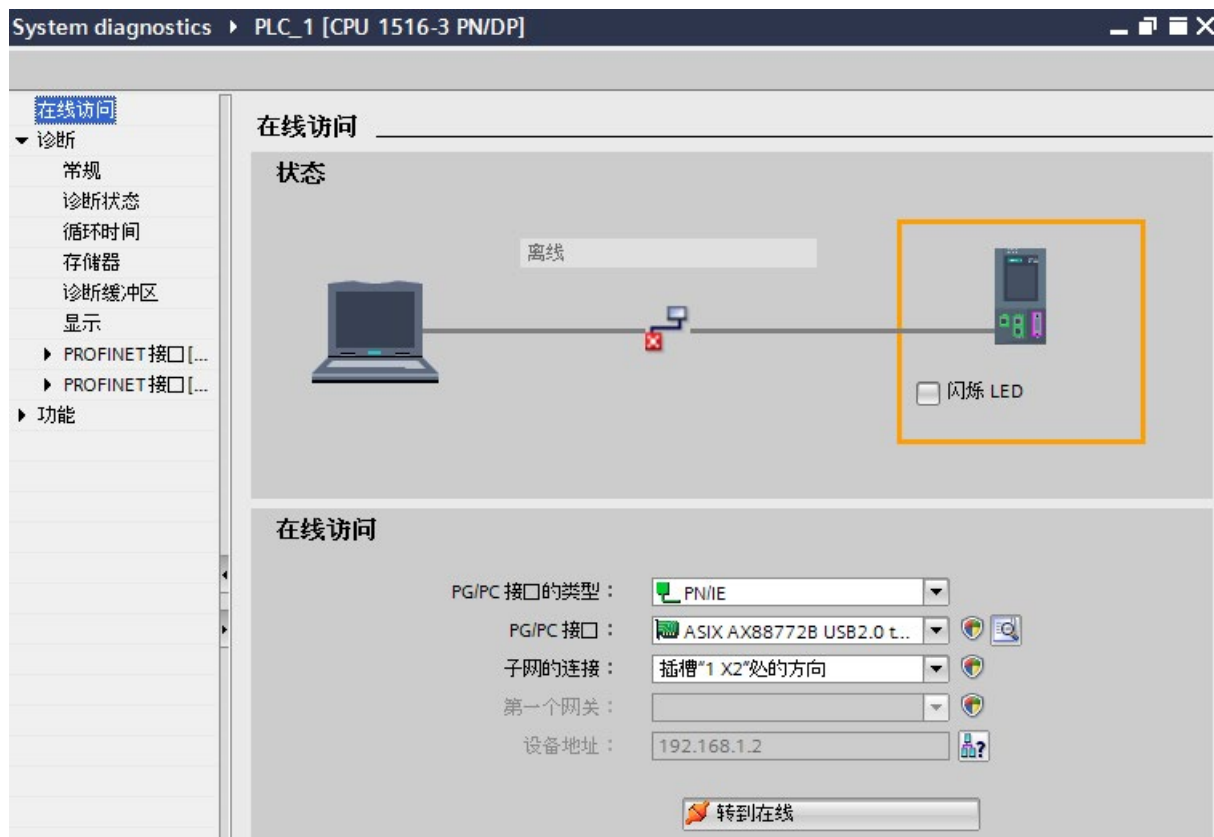 System diagnostics ▸ PLC_1 [CPU 1516-3 PN/DP]
在线访问
诊断
常规
诊断状态
循环时间
存储器
诊断缓冲区
显示
PROFINET接口[...
PROFINET接口[...
功能
在线访问
状态
离线
闪烁 LED
在线访问
PG/PC 接口的类型：
PN/IE
PG/PC 接口：
ASIX AX88772B USB2.0 t...
子网的连接：
插槽“1 X2”处的方向
第一个网关：
设备地址：
192.168.1.2
转到在线